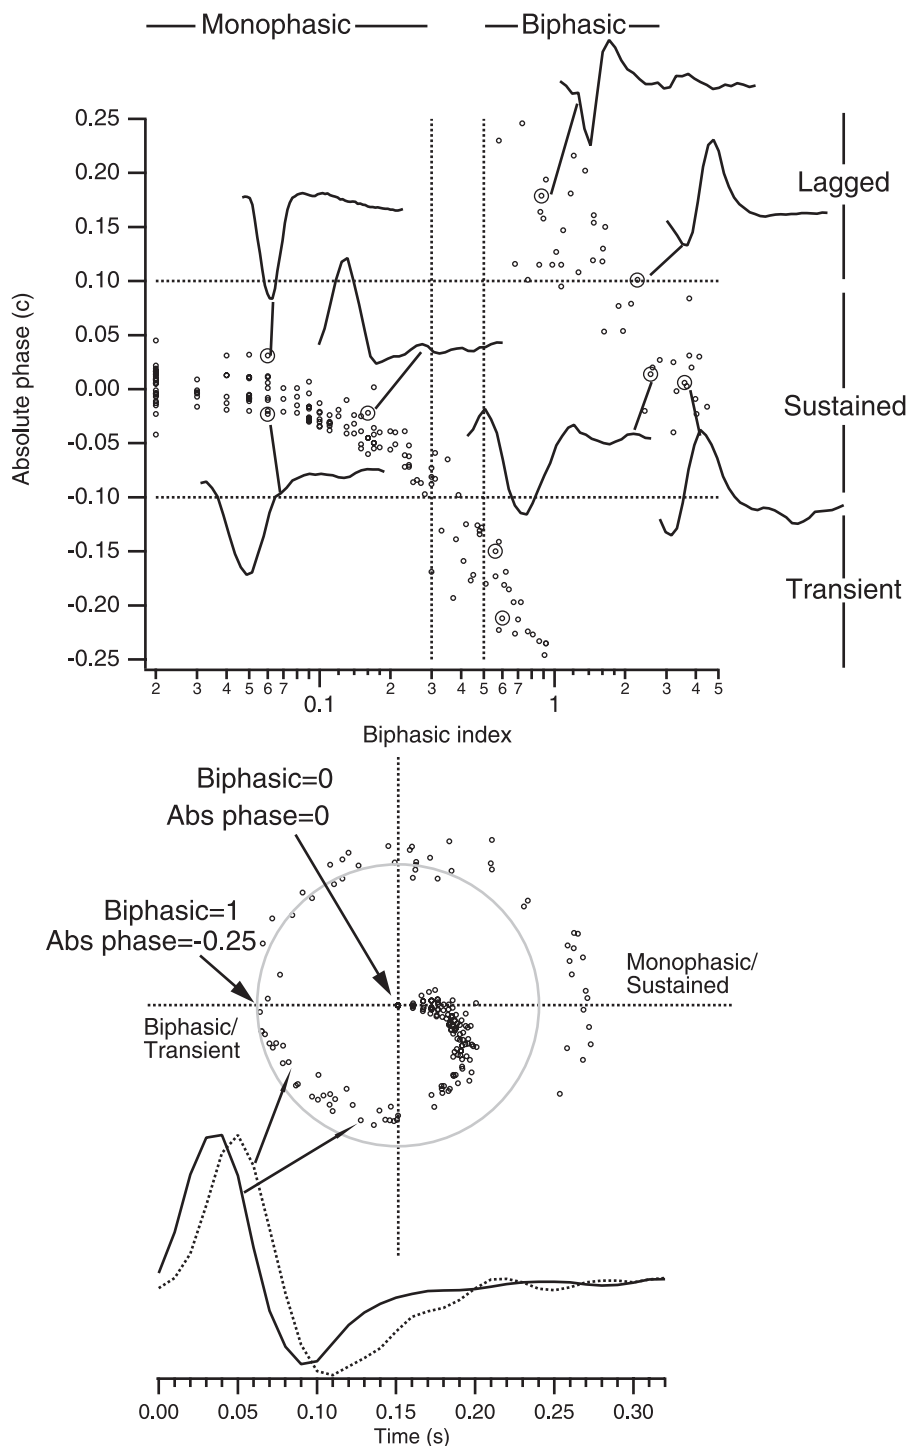 Monophasic Biphasic
0.25
0.20
Lagged
0.15
0.10
0.05
Absolute phase (c)
0.00
Sustained
-0.05
-0.10
-0.15
Transient
-0.20
-0.25
2 3 4 5 6 7 0.1 2 3 4 5 6 7 1 2 3 4 5
Biphasic index
Biphasic=0
Abs phase=0
Biphasic=1
Abs phase=-0.25
Monophasic/
Sustained
Biphasic/
Transient
0.00 0.05 0.10 0.15 0.20 0.25 0.30
Time (s)